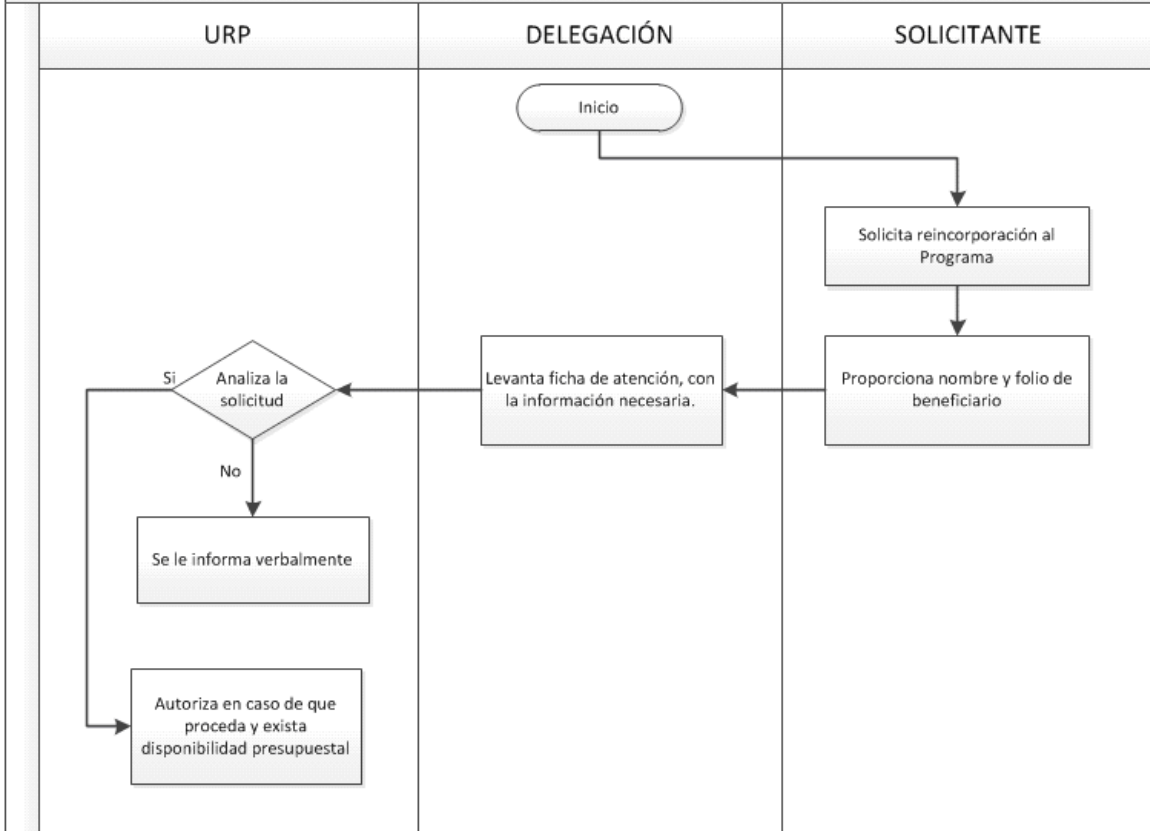 URP
DELEGACIÓN
SOLICITANTE
Inicio
Solicita reincorporación al
Programa
Proporciona nombre y folio de
beneficiario
Levanta ficha de atención, con
la información necesaria.
Analiza la
solicitud
Si
No
Se le informa verbalmente
Autoriza en caso de que
proceda y exista
disponibilidad presupuestal